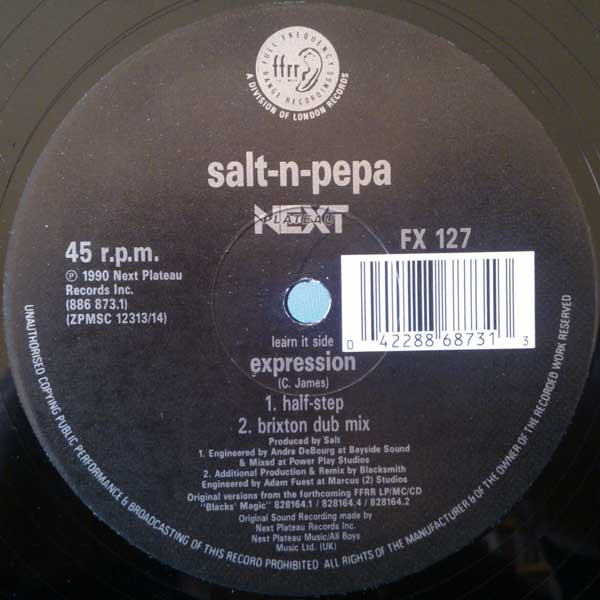 FULL FREQUENCY
ffrr
RANGE RECORDINGS
A DIVISION OF LONDON RECORDS
salt-n-pepa
NEXT
PLATEAU
45 r.p.m.
FX 127
℗ 1990 Next Plateau
Records Inc.
(886 873.1)
(ZPMSC 12313/14)
0 42288 68731 3
learn it side
expression
(C. James)
1. half-step
2. brixton dub mix
Produced by Salt
1. Engineered by Andre DeBourg at Bayside Sound
& Mixed at Power Play Studios
2. Additional Production & Remix by Blacksmith
Engineered by Adam Fuest at Marcus (2) Studios
Original versions from the forthcoming FFRR LP/MC/CD
"Blacks' Magic" 828164.1 / 828164.4 / 828164.2
Original Sound Recording made by
Next Plateau Records Inc.
Next Plateau Music/All Boys
Music Ltd. (UK)
UNAUTHORISED COPYING PUBLIC PERFORMANCE & BROADCASTING OF THIS RECORD PROHIBITED ALL RIGHTS OF THE MANUFACTURER & OF THE OWNER OF THE RECORDED WORK RESERVED